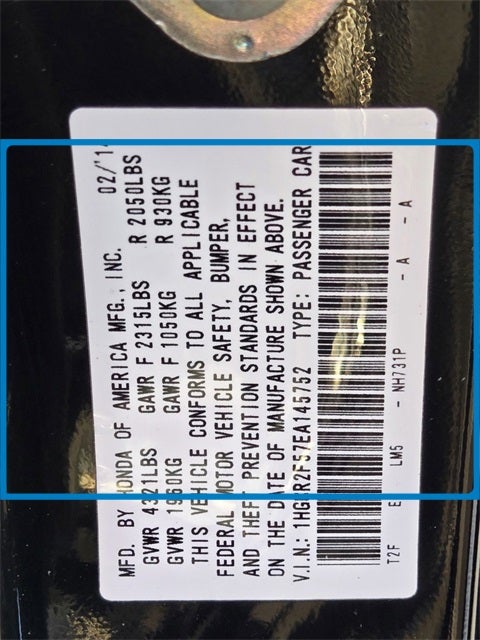 MFD. BY HONDA OF AMERICA MFG., INC. 02/'14
GVWR 4321LBS GAWR F 2315LBS R 2050LBS
GVWR 1960KG GAWR F 1050KG R 930KG
THIS VEHICLE CONFORMS TO ALL APPLICABLE
FEDERAL MOTOR VEHICLE SAFETY, BUMPER,
AND THEFT PREVENTION STANDARDS IN EFFECT
ON THE DATE OF MANUFACTURE SHOWN ABOVE.
V.I.N.: 1HGCR2F57EA145752 TYPE: PASSENGER CAR
T2F E LM5 - NH731P - A - A